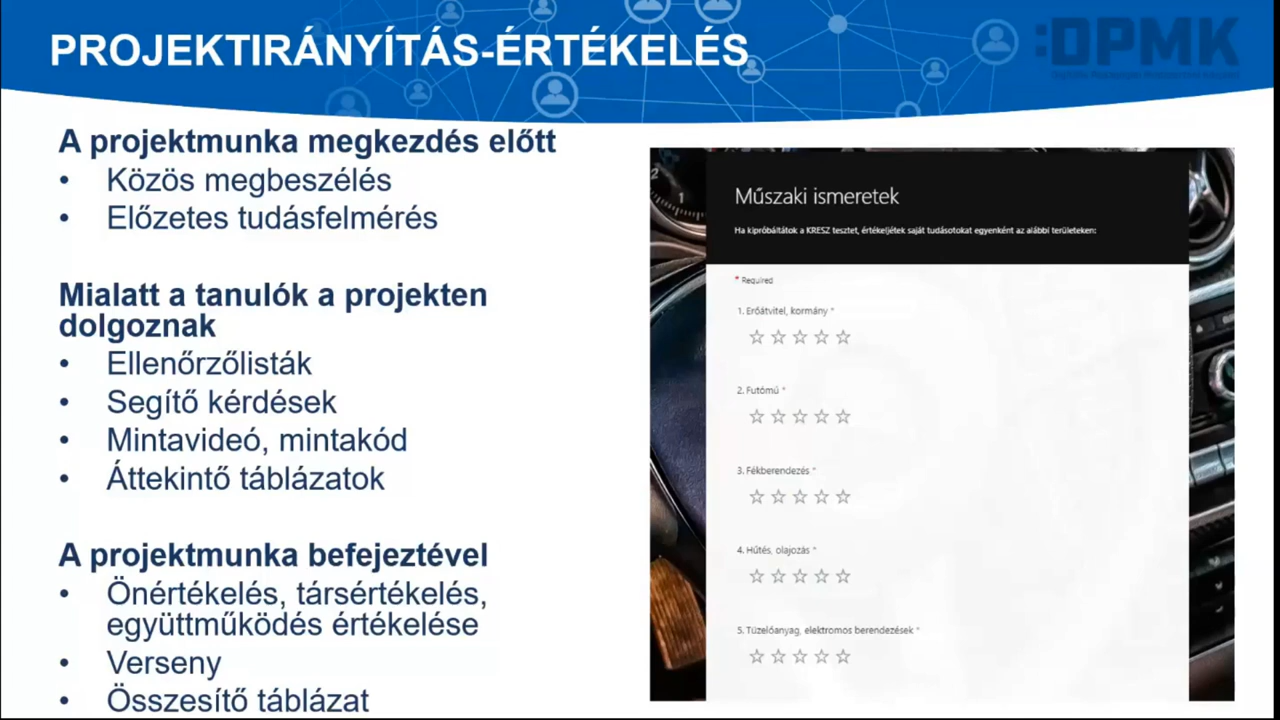 PROJEKTIRÁNYÍTÁS-ÉRTÉKELÉS
:DPMK
A projektmunka megkezdés előtt
• Közös megbeszélés
• Előzetes tudásfelmérés
Mialatt a tanulók a projekten
dolgoznak
• Ellenőrzőlisták
• Segítő kérdések
• Mintavideó, mintakód
• Áttekintő táblázatok
A projektmunka befejeztével
• Önértékelés, társértékelés,
együttműködés értékelése
• Verseny
• Összesítő táblázat
Műszaki ismeretek
Ha kipróbáltátok a KRESZ tesztet, értékeljétek saját tudásotokat egyenként az alábbi területeken:
* Required
1. Erőátvitel, kormány *
2. Futómű *
3. Fékberendezés *
4. Hűtés, olajozás *
5. Tüzelőanyag, elektromos berendezések *